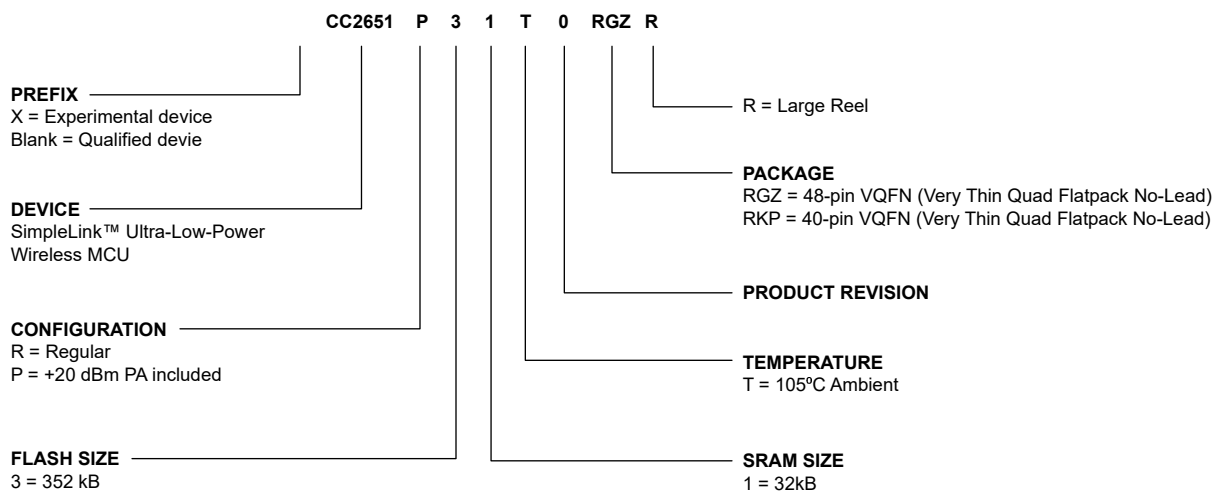 CC2651 P 3 1 T 0 RGZ R
PREFIX
X = Experimental device
Blank = Qualified devie
DEVICE
SimpleLink™ Ultra-Low-Power
Wireless MCU
CONFIGURATION
R = Regular
P = +20 dBm PA included
FLASH SIZE
3 = 352 kB
R = Large Reel
PACKAGE
RGZ = 48-pin VQFN (Very Thin Quad Flatpack No-Lead)
RKP = 40-pin VQFN (Very Thin Quad Flatpack No-Lead)
PRODUCT REVISION
TEMPERATURE
T = 105ºC Ambient
SRAM SIZE
1 = 32kB